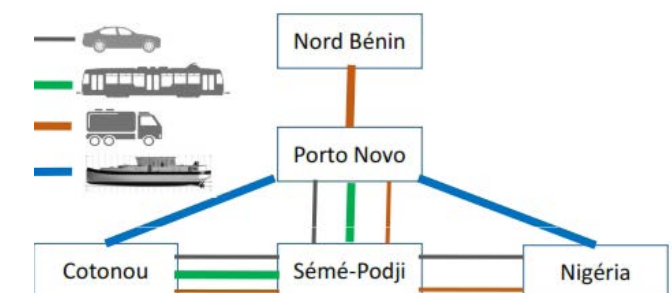 Nord Bénin
Porto Novo
Cotonou
Sémé-Podji
Nigéria